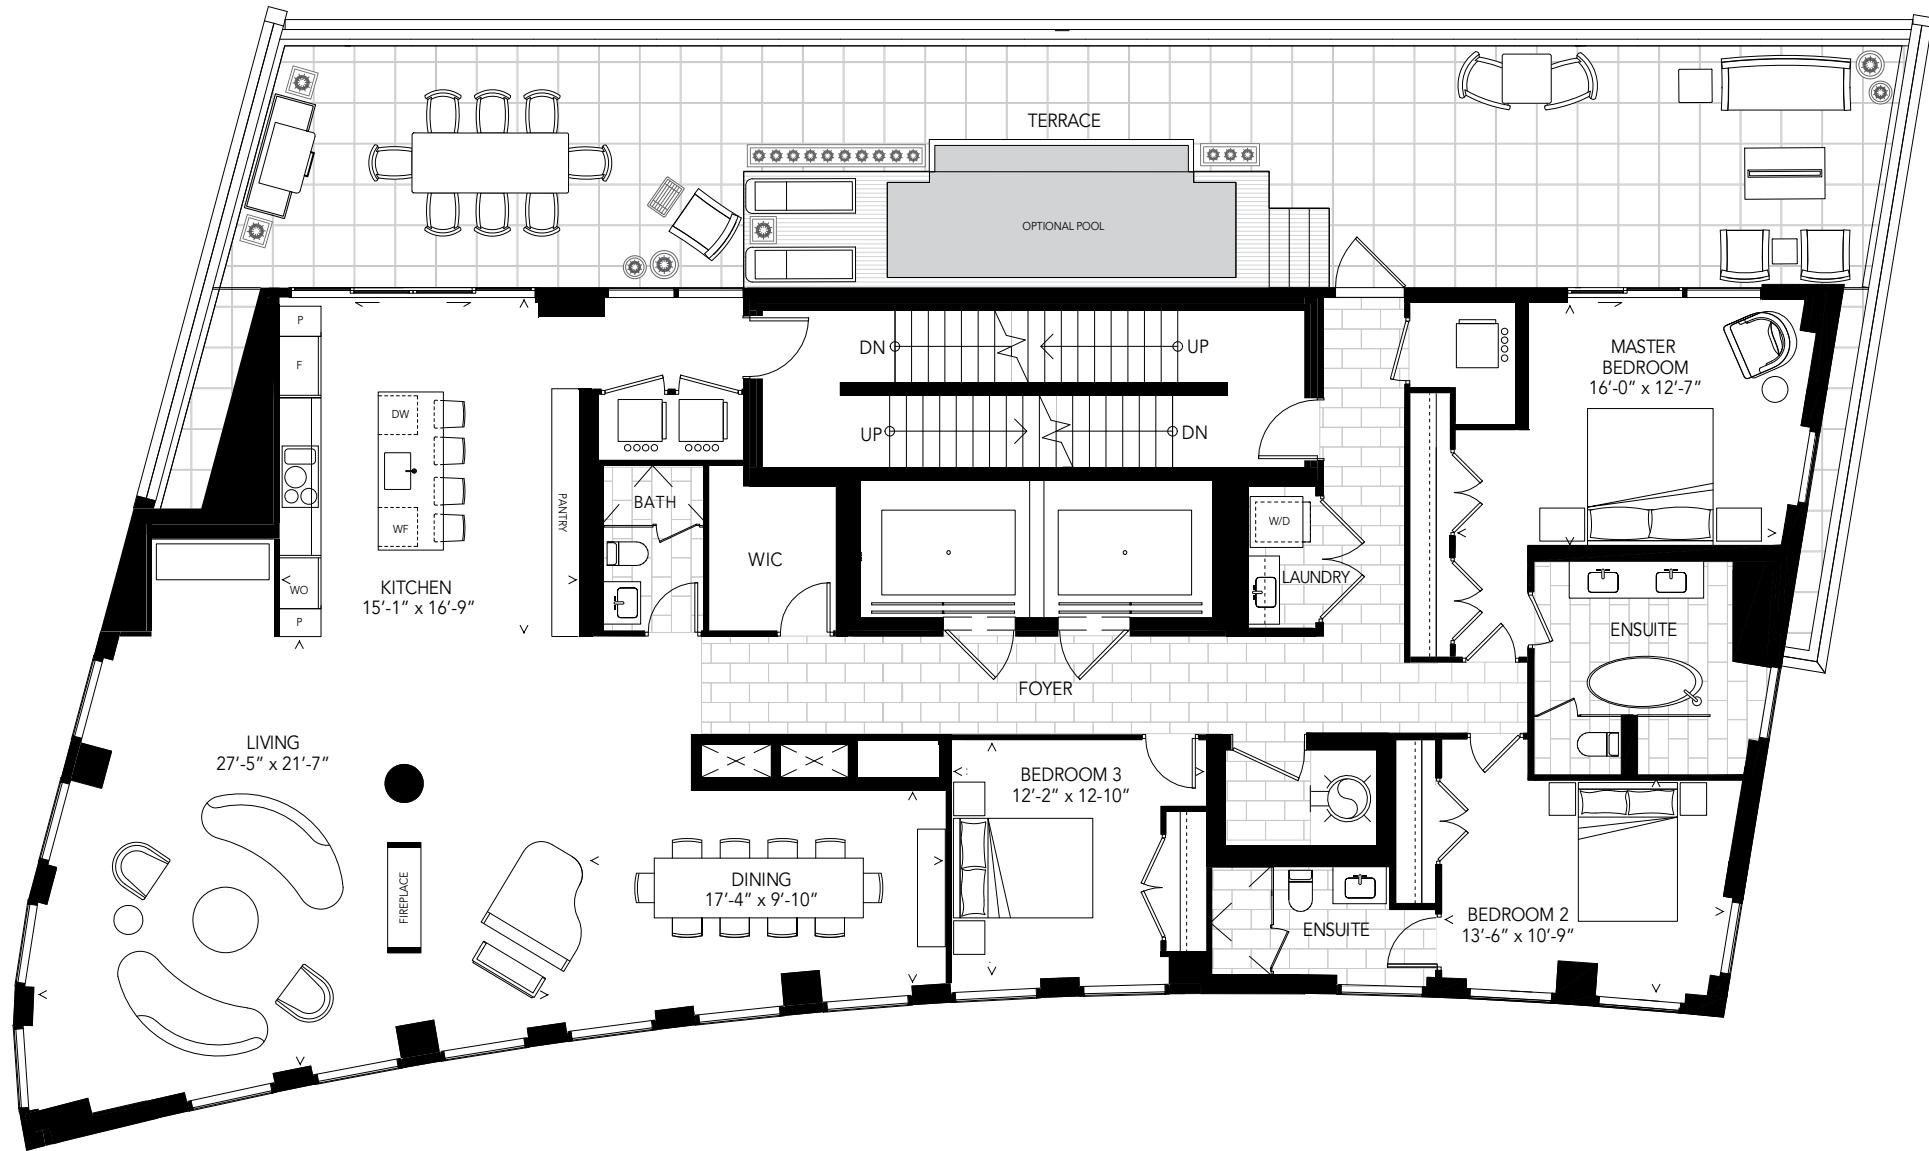 TERRACE
OPTIONAL POOL
P
F
DN
UP
MASTER
BEDROOM
16'-0" x 12'-7"
DW
UP
DN
PANTRY
BATH
WF
W/D
WIC
LAUNDRY
WO
KITCHEN
15'-1" x 16'-9"
P
ENSUITE
FOYER
LIVING
27'-5" x 21'-7"
BEDROOM 3
12'-2" x 12-10"
FIREPLACE
DINING
17'-4" x 9'-10"
ENSUITE
BEDROOM 2
13'-6" x 10'-9"